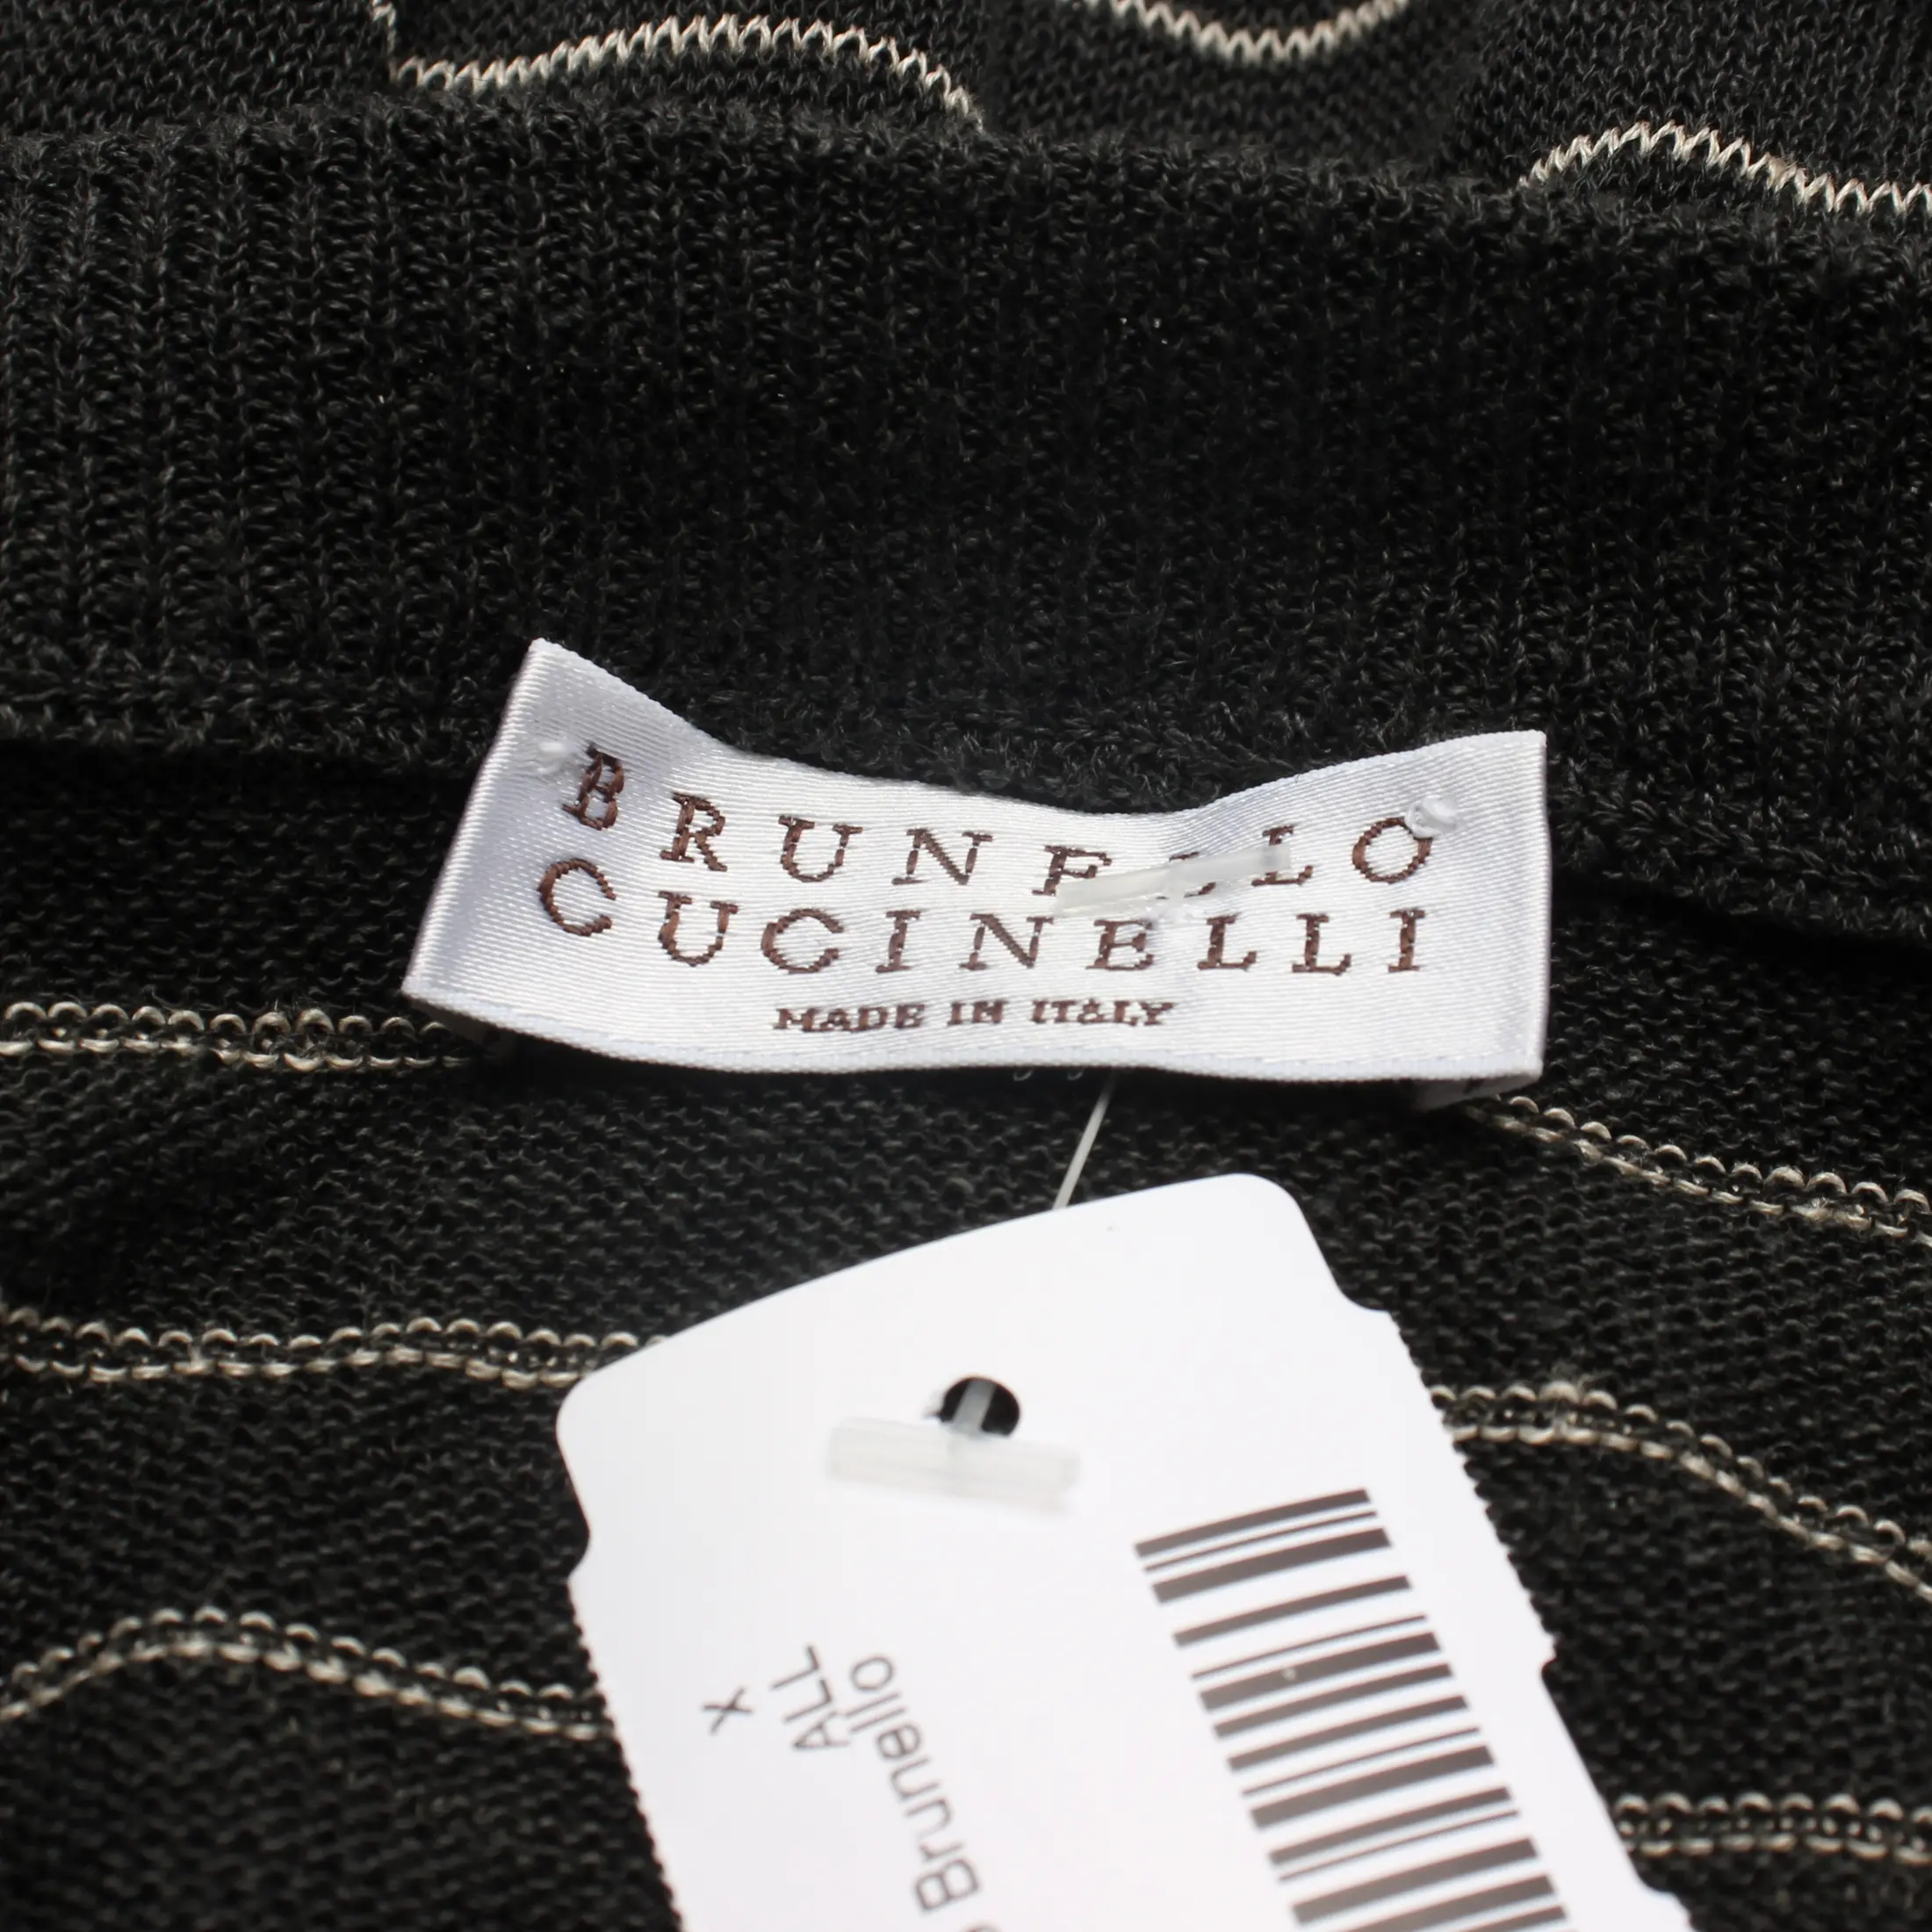 BRUNELLO
CUCINELLI
MADE IN ITALY
X
ALL
Brunello